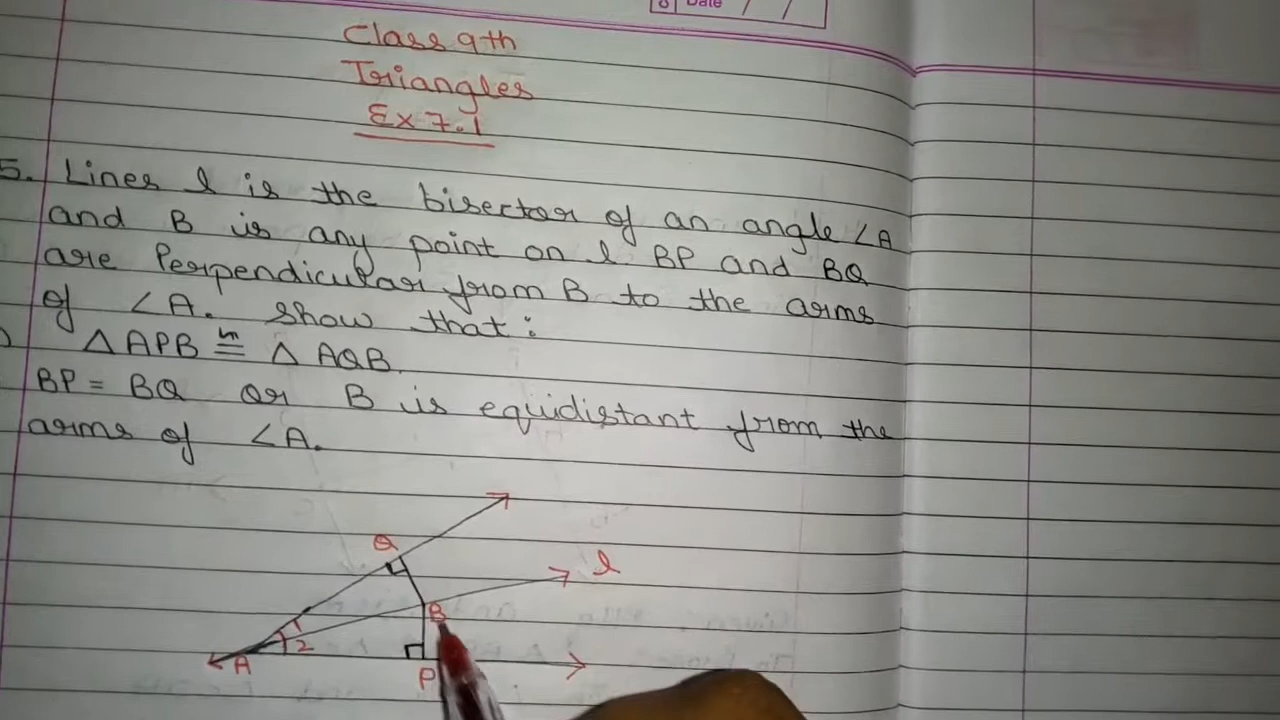 Date / /
Class 9th
Triangles
Ex 7.1
5. Lines l is the bisector of an angle ∠A
and B is any point on l BP and BQ
are Perpendicular from B to the arms
of ∠A. show that:
△APB ≅ △AQB.
BP = BQ or B is equidistant from the
arms of ∠A.
Q
l
B
1
2
A
P